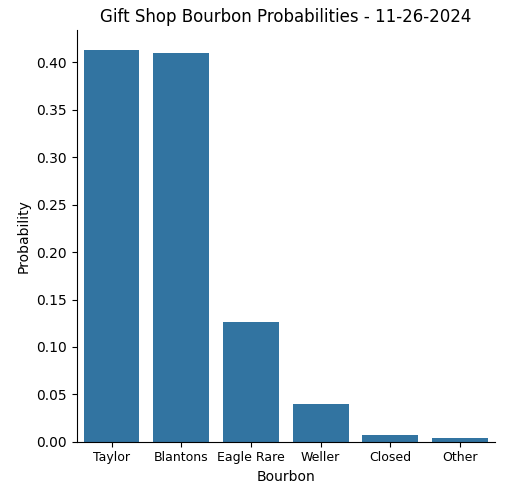 Gift Shop Bourbon Probabilities - 11-26-2024
0.40
0.35
0.30
0.25
0.20
0.15
0.10
0.05
0.00
Probability
Taylor Blantons Eagle Rare Weller Closed Other
Bourbon